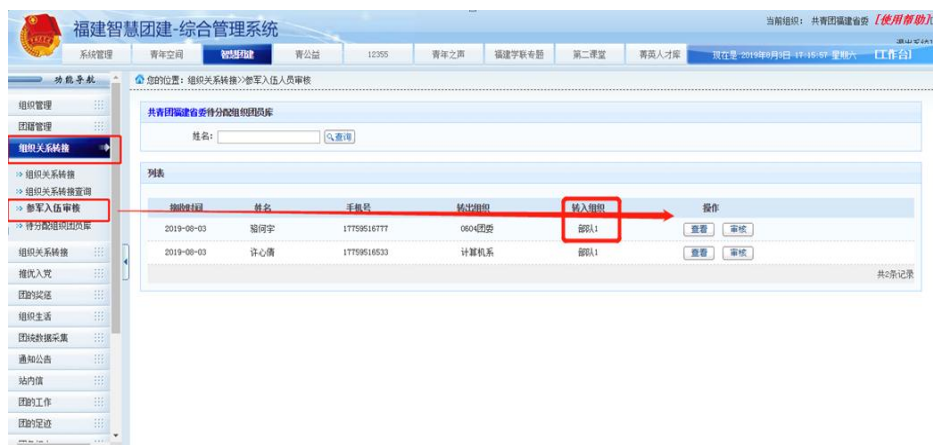 当前组织: 共青团福建省委 【使用帮助】
福建智慧团建-综合管理系统
系统管理 青年空间 智慧团建 青公益 12355 青年之声 福建学联专题 第二课堂 菁英人才库 现在是 2019年8月3日 17:15:57 星期六 【工作台】
功能导航
您的位置: 组织关系转接>>参军入伍人员审核
组织管理
团籍管理
组织关系转接
组织关系转接
组织关系转接查询
参军入伍审核
待分配组织团员库
组织关系转接
推优入党
团的奖惩
组织生活
团统数据采集
通知公告
站内信
团的工作
团的足迹
共青团福建省委待分配组织团员库
姓名: 查询
列表
接收时间 姓名 手机号 转出组织 转入组织 操作
2019-08-03 骆何宇 17759516777 0604团委 部队1 查看 审核
2019-08-03 许心倩 17759516533 计算机系 部队1 查看 审核
共2条记录